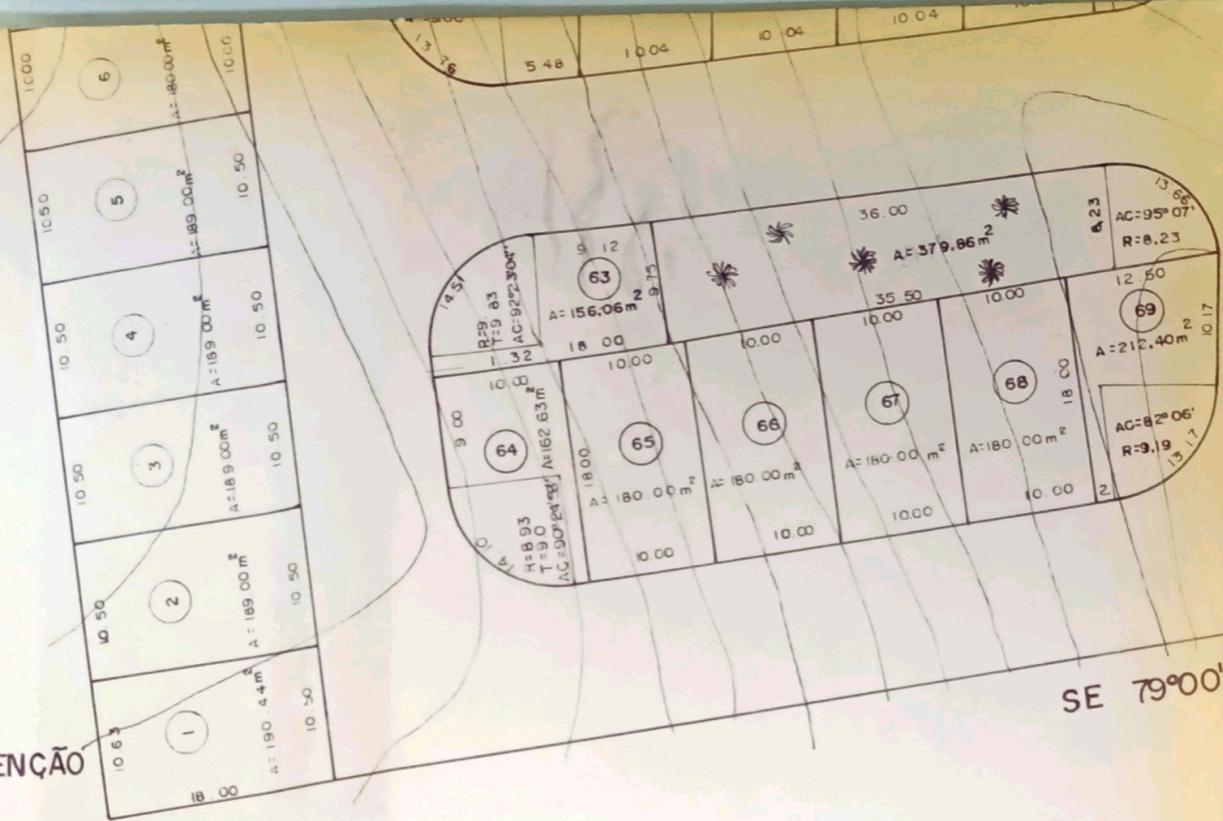 13.76
5.48
10.04
10.04
10.04
10.00
6
A=180.00m²
10.00
10.50
5
A=189.00m²
10.50
10.50
4
A=189.00m²
10.50
10.50
3
A=189.00m²
10.50
10.50
2
A=189.00m²
10.50
10.63
1
A=190.44m²
10.50
18.00
ENÇÃO
14.51
R=9.
T=9.83
AC=92°23'04"
9.12
63
A=156.06m²
9.75
18.00
36.00
A=379.86m²
35.50
8,23
13.66
AC=95°07'
R=8,23
32
10.00
10.00
10.00
10.00
12.50
9.00
64
A=162.63m²
14.10
R=8.93
T=9.0
18.00
65
A=180.00m²
10.00
66
A=180.00m²
10.00
67
A=180.00m²
10.00
68
A=180.00m²
10.00
18.00
69
A=212.40m²
10.17
AC=82°06'
R=9,19
13.17
2
SE 79°00'